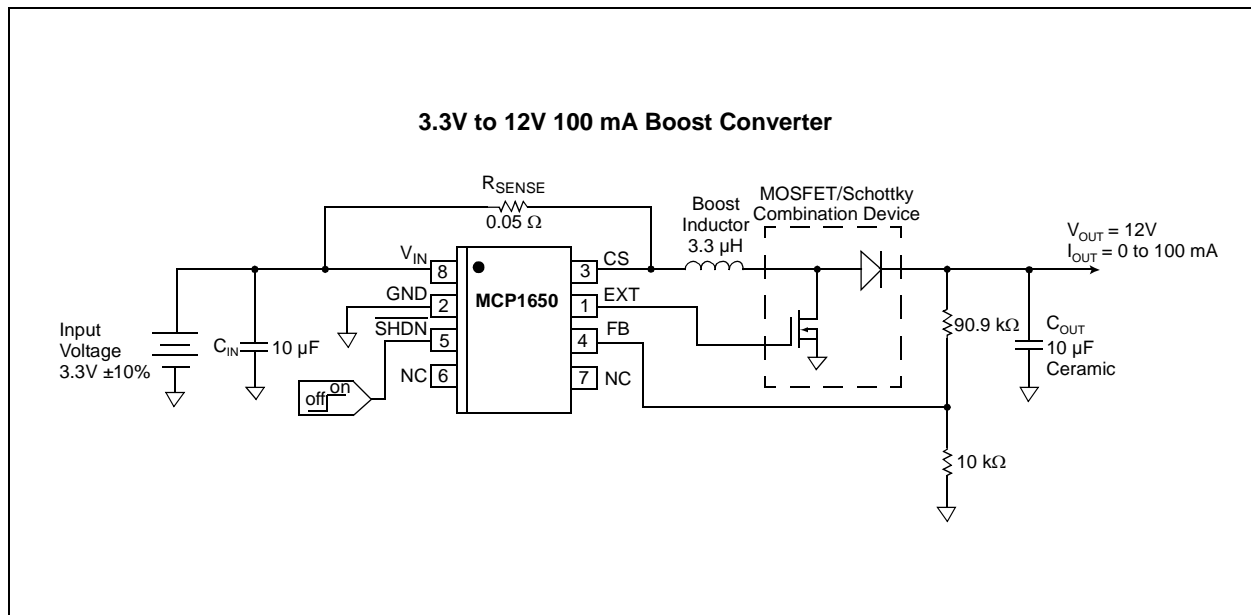 3.3V to 12V 100 mA Boost Converter
RSENSE
0.05 Ω
Boost
Inductor
3.3 µH
MOSFET/Schottky
Combination Device
VOUT = 12V
IOUT = 0 to 100 mA
VIN
8
GND
2
SHDN
5
NC
6
MCP1650
3
CS
1
EXT
4
FB
7
NC
Input
Voltage
3.3V ±10%
CIN
10 µF
off
on
90.9 kΩ
COUT
10 µF
Ceramic
10 kΩ